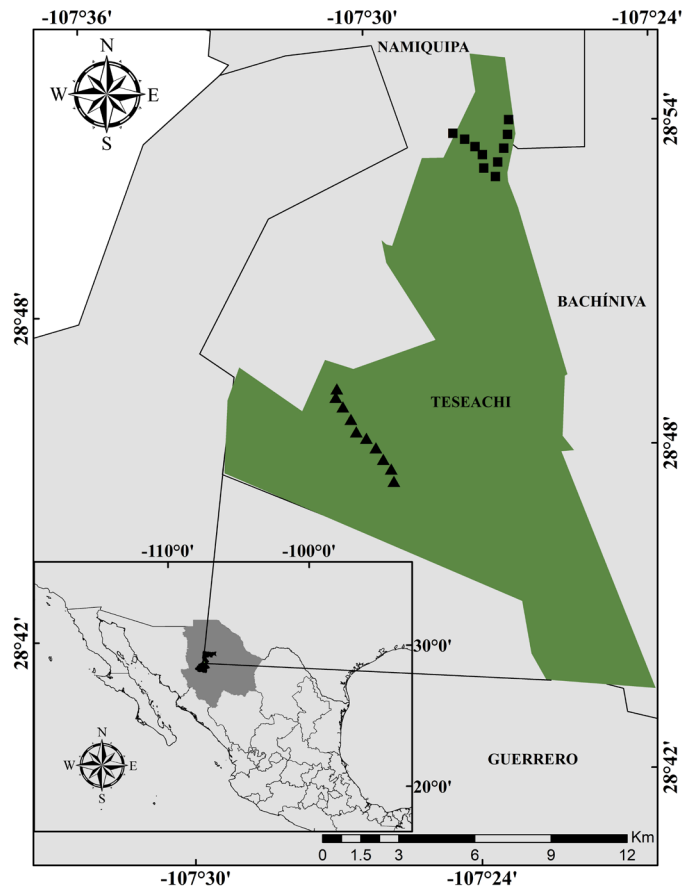 -107°36'
-107°30'
-107°24'
NAMIQUIPA
N
W
E
S
28°54'
BACHÍNIVA
28°48'
TESEACHI
28°48'
-110°0'
-100°0'
28°42'
30°0'
N
W
E
S
20°0'
GUERRERO
28°42'
Km
0 1.5 3 6 9 12
-107°30'
-107°24'